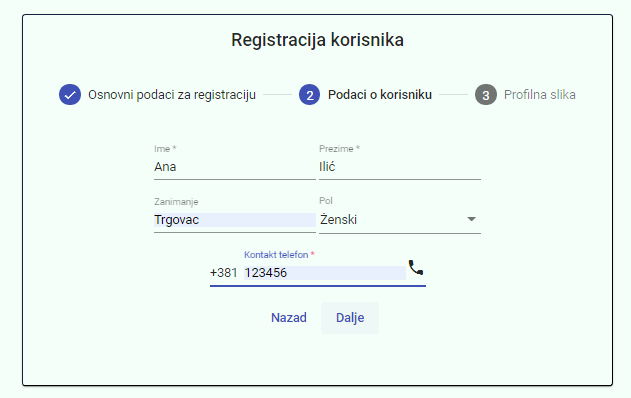 Registracija korisnika
Osnovni podaci za registraciju 2 Podaci o korisniku 3 Profilna slika
Ime * Prezime *
Ana Ilić
Zanimanje Pol
Trgovac Ženski
Kontakt telefon *
+381 123456
Nazad Dalje